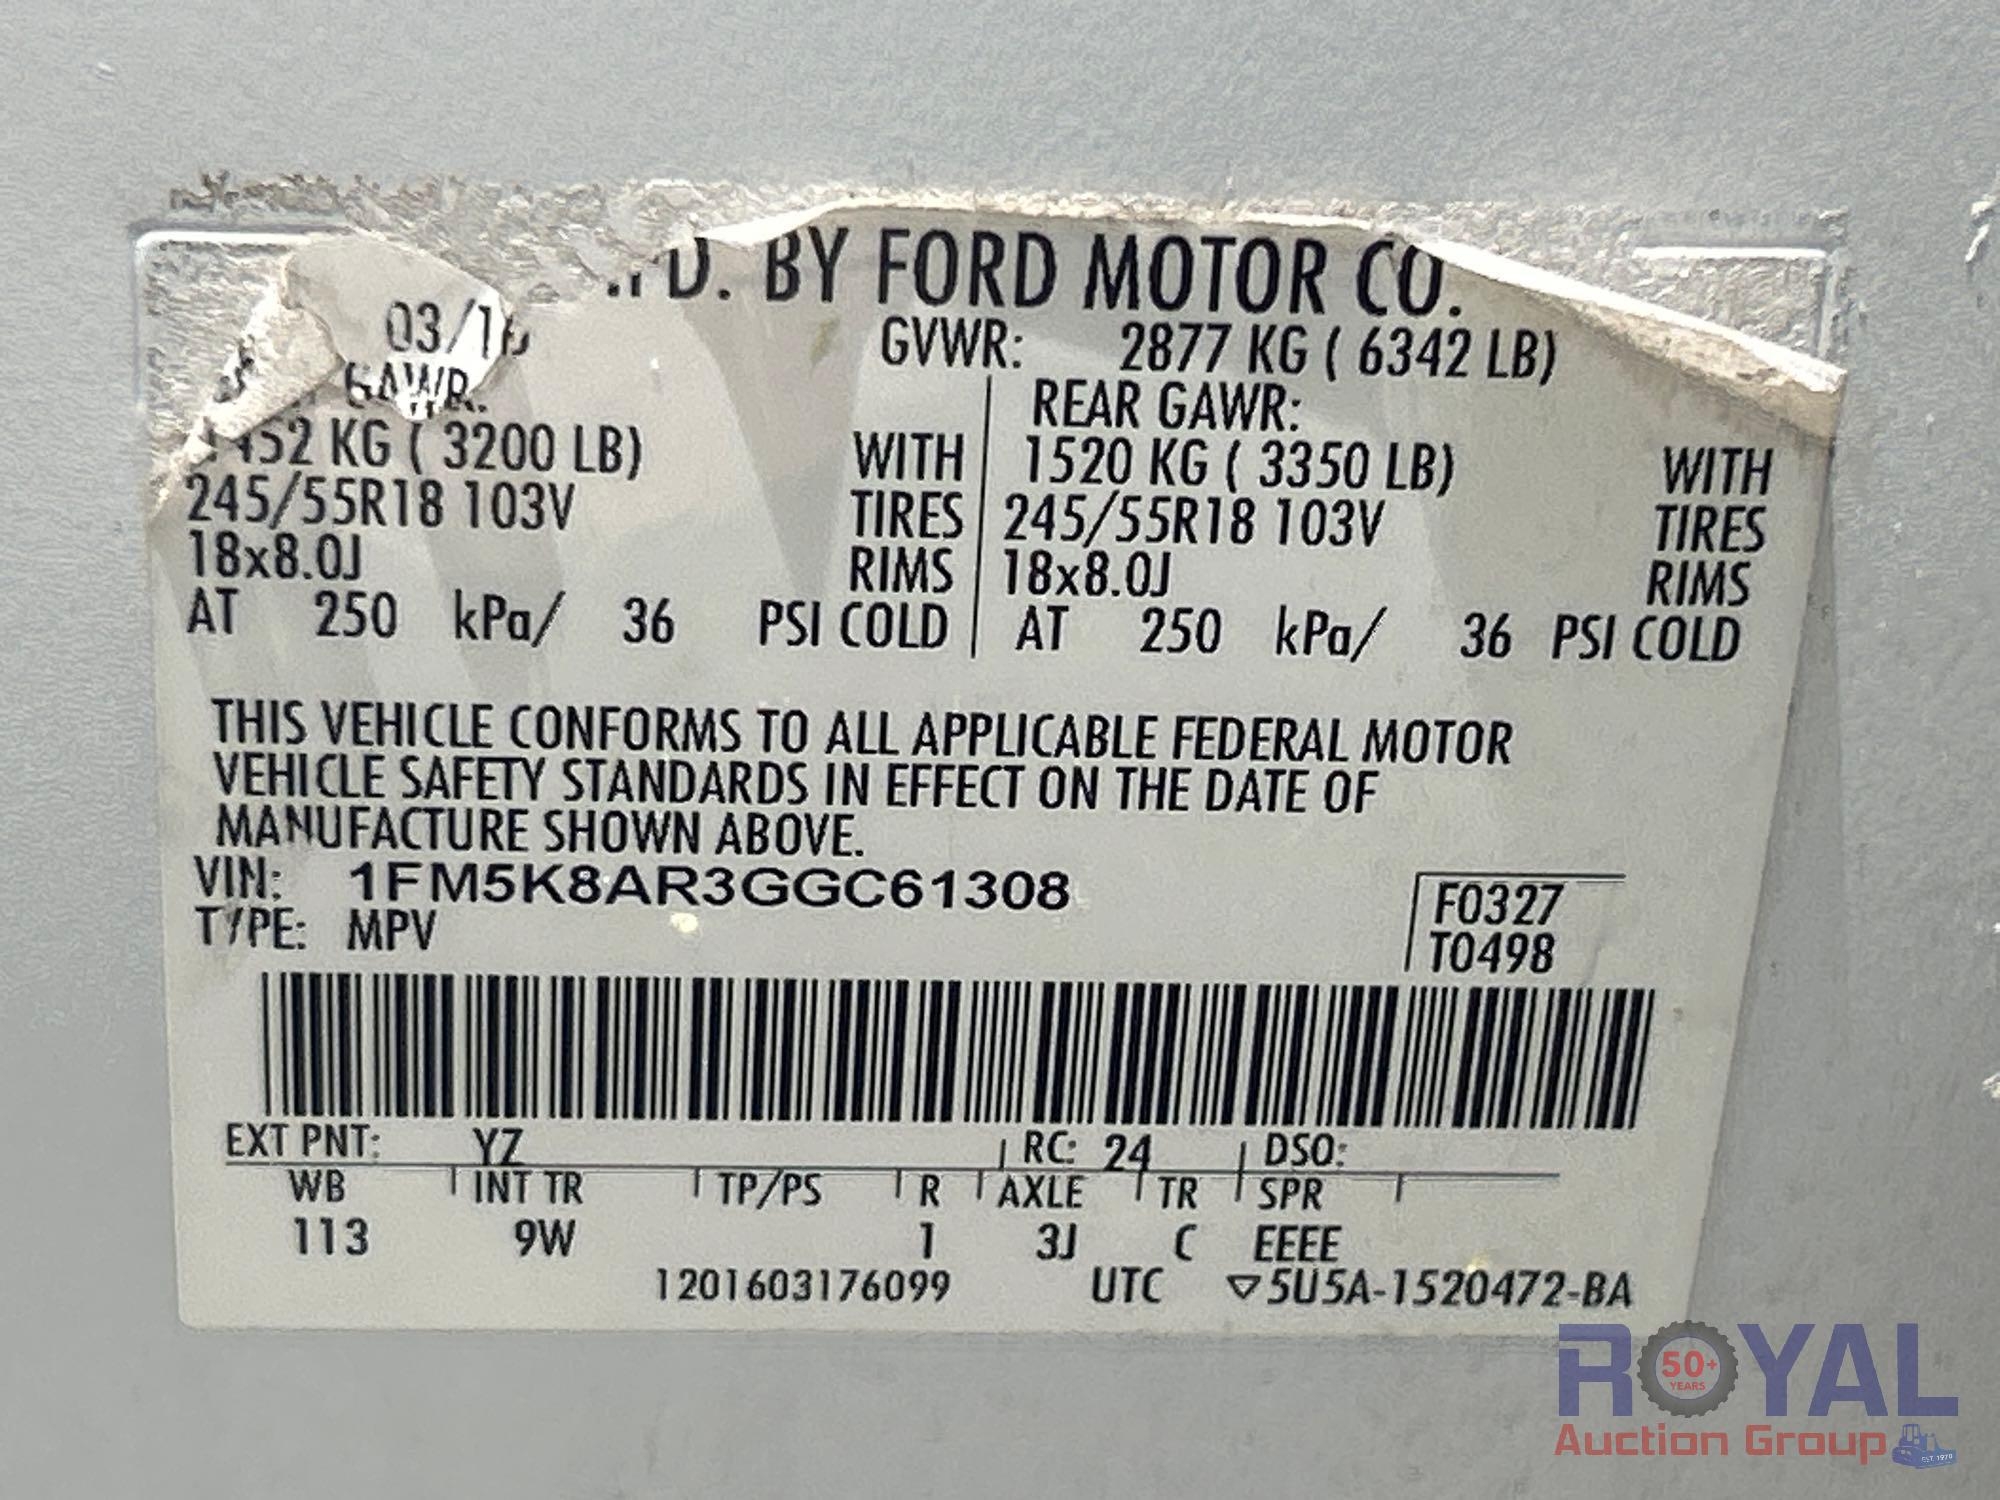 MFD. BY FORD MOTOR CO.
03/16 GVWR: 2877 KG ( 6342 LB)
GAWR: REAR GAWR:
1452 KG ( 3200 LB) WITH 1520 KG ( 3350 LB) WITH
245/55R18 103V TIRES 245/55R18 103V TIRES
18x8.0J RIMS 18x8.0J RIMS
AT 250 kPa/ 36 PSI COLD AT 250 kPa/ 36 PSI COLD
THIS VEHICLE CONFORMS TO ALL APPLICABLE FEDERAL MOTOR
VEHICLE SAFETY STANDARDS IN EFFECT ON THE DATE OF
MANUFACTURE SHOWN ABOVE.
VIN: 1FM5K8AR3GGC61308 F0327
TYPE: MPV T0498
EXT PNT: YZ RC: 24 DSO:
WB INT TR TP/PS R AXLE TR SPR
113 9W 1 3J C EEEE
1201603176099 UTC ▽5U5A-1520472-BA
ROYAL
50+
YEARS
Auction Group
EST. 1970